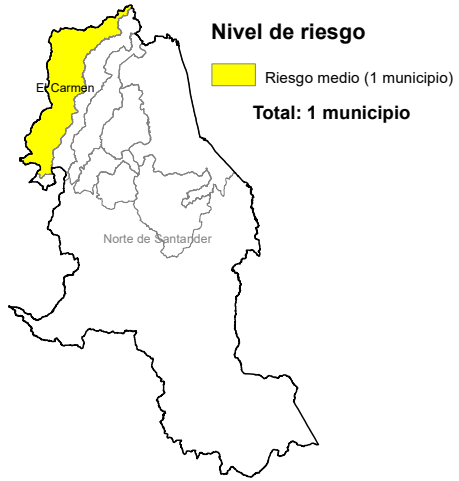 Nivel de riesgo
Riesgo medio (1 municipio)
Total: 1 municipio
El Carmen
Norte de Santander